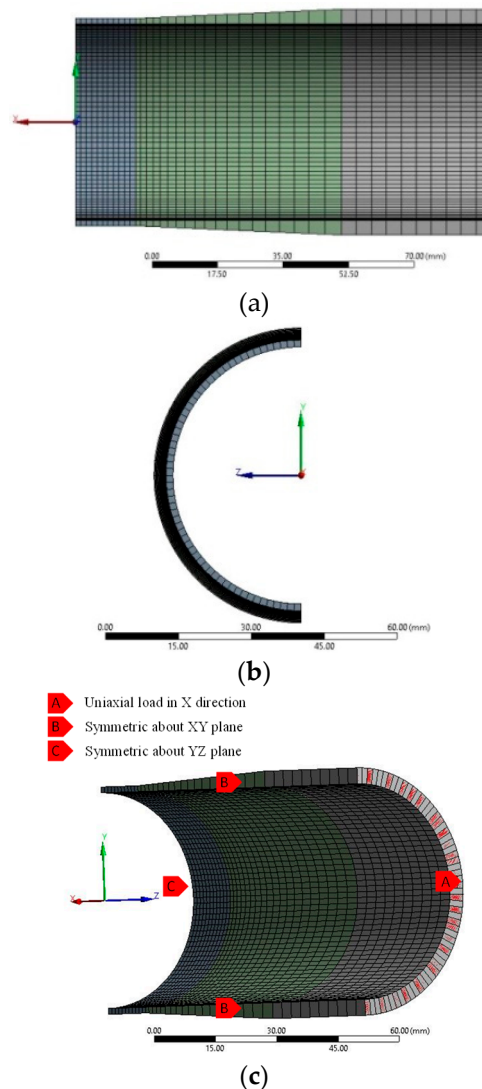 Y
X
0.00 35.00 70.00 (mm)
17.50 52.50
(a)
Y
Z
X
0.00 30.00 60.00 (mm)
15.00 45.00
(b)
A Uniaxial load in X direction
B Symmetric about XY plane
C Symmetric about YZ plane
B
Y
X Z
C
A
B
0.00 30.00 60.00 (mm)
15.00 45.00
(c)